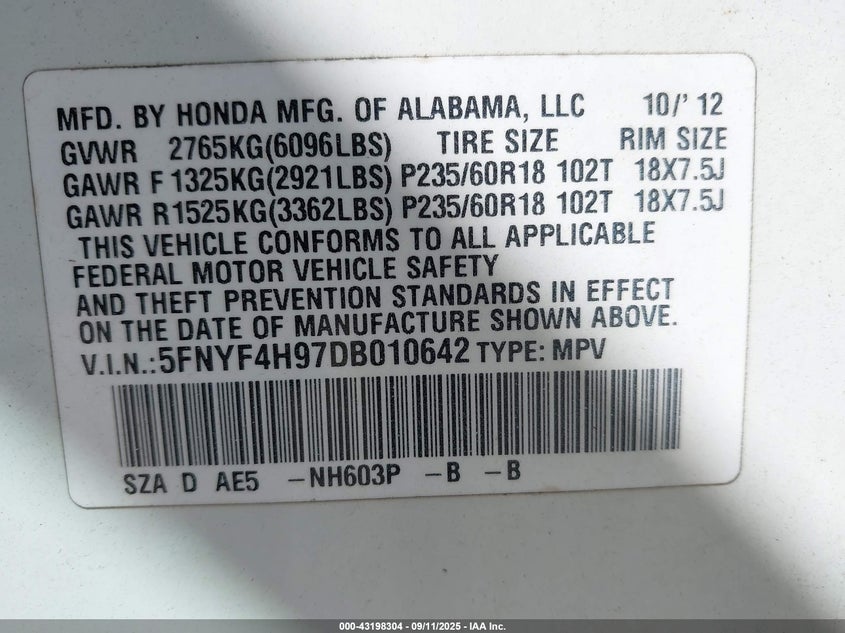 MFD. BY HONDA MFG. OF ALABAMA, LLC 10/'12
GVWR 2765KG(6096LBS) TIRE SIZE RIM SIZE
GAWR F 1325KG(2921LBS) P235/60R18 102T 18X7.5J
GAWR R1525KG(3362LBS) P235/60R18 102T 18X7.5J
THIS VEHICLE CONFORMS TO ALL APPLICABLE
FEDERAL MOTOR VEHICLE SAFETY
AND THEFT PREVENTION STANDARDS IN EFFECT
ON THE DATE OF MANUFACTURE SHOWN ABOVE.
V.I.N.:5FNYF4H97DB010642 TYPE: MPV
SZA D AE5 -NH603P -B -B
000-43198304 - 09/11/2025 - IAA Inc.